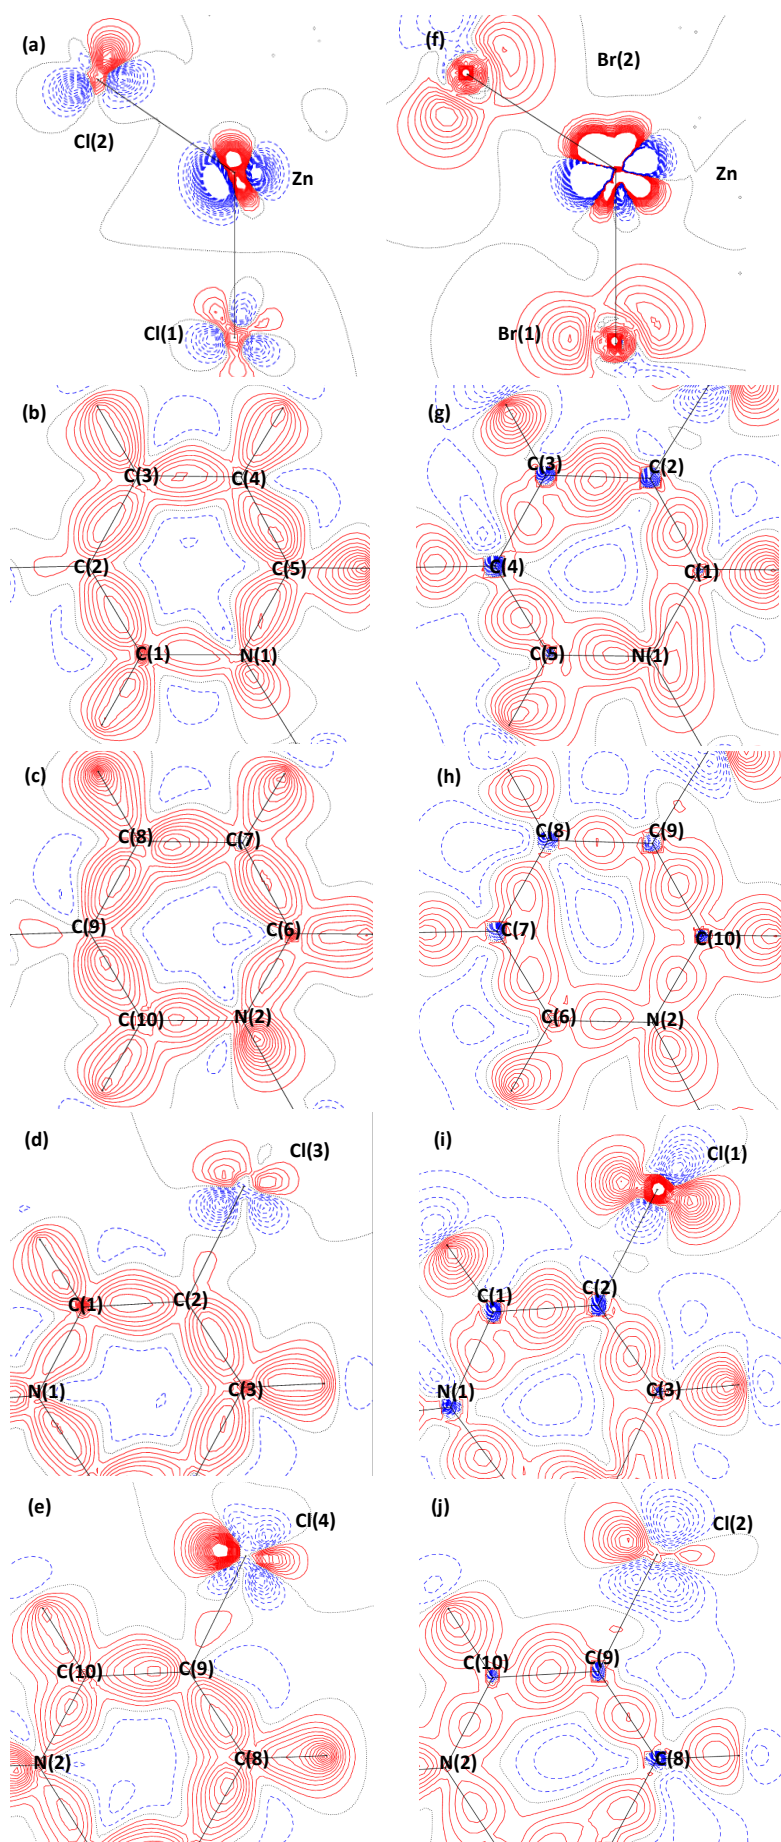 (a)
Cl(2)
Zn
Cl(1)
(f)
Br(2)
Zn
Br(1)
(b)
C(3)
C(4)
C(2)
C(5)
C(1)
N(1)
(g)
C(3)
C(2)
C(4)
C(1)
C(5)
N(1)
(c)
C(8)
C(7)
C(9)
C(6)
C(10)
N(2)
(h)
C(8)
C(9)
C(7)
C(10)
C(6)
N(2)
(d)
Cl(3)
C(1)
C(2)
N(1)
C(3)
(i)
Cl(1)
C(1)
C(2)
N(1)
C(3)
(e)
Cl(4)
C(10)
C(9)
N(2)
C(8)
(j)
Cl(2)
C(10)
C(9)
N(2)
C(8)